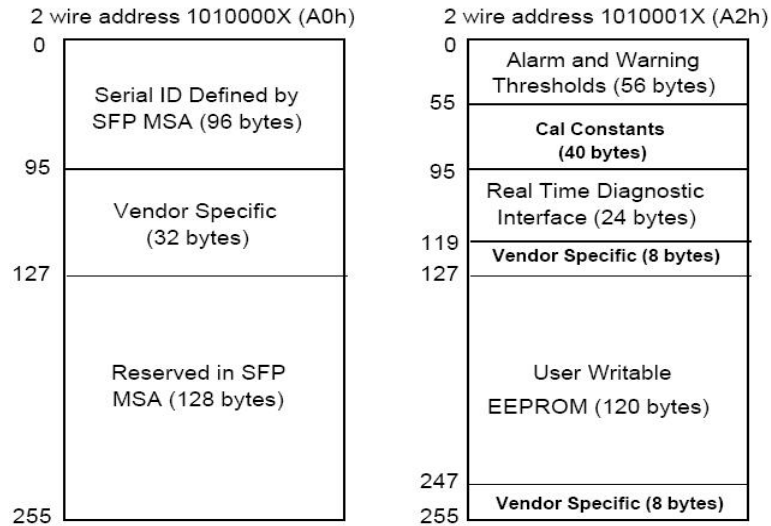 2 wire address 1010000X (A0h)
0
Serial ID Defined by
SFP MSA (96 bytes)
95
Vendor Specific
(32 bytes)
127
Reserved in SFP
MSA (128 bytes)
255
2 wire address 1010001X (A2h)
0
Alarm and Warning
Thresholds (56 bytes)
55
Cal Constants
(40 bytes)
95
Real Time Diagnostic
Interface (24 bytes)
119
Vendor Specific (8 bytes)
127
User Writable
EEPROM (120 bytes)
247
Vendor Specific (8 bytes)
255